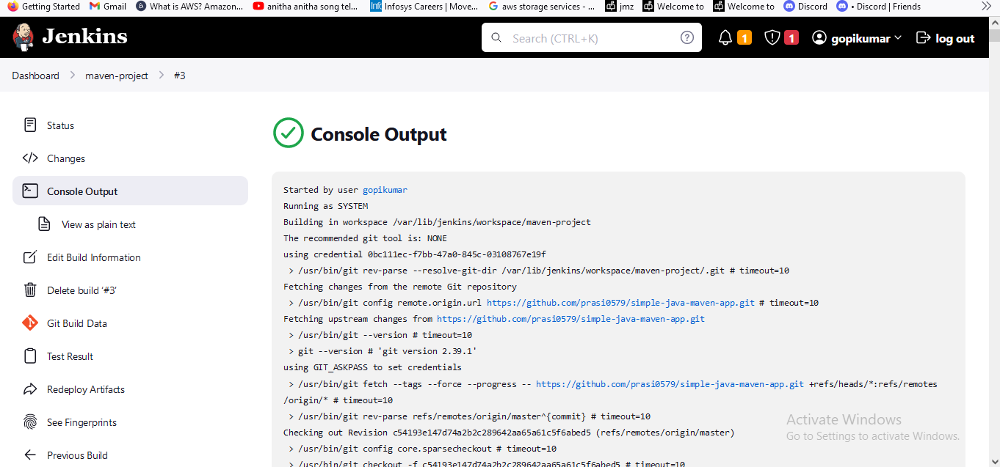 Getting Started Gmail What is AWS? Amazon... anitha anitha song tel... Infosys Careers | Move... aws storage services - ... jmz Welcome to Welcome to Discord • Discord | Friends
Jenkins Search (CTRL+K) ? 1 1 gopikumar log out
Dashboard maven-project #3
Status
Changes
Console Output
View as plain text
Edit Build Information
Delete build ‘#3’
Git Build Data
Test Result
Redeploy Artifacts
See Fingerprints
Previous Build
Console Output
Started by user gopikumar
Running as SYSTEM
Building in workspace /var/lib/jenkins/workspace/maven-project
The recommended git tool is: NONE
using credential 0bc111ec-f7bb-47a0-845c-03108767e19f
> /usr/bin/git rev-parse --resolve-git-dir /var/lib/jenkins/workspace/maven-project/.git # timeout=10
Fetching changes from the remote Git repository
> /usr/bin/git config remote.origin.url https://github.com/prasi0579/simple-java-maven-app.git # timeout=10
Fetching upstream changes from https://github.com/prasi0579/simple-java-maven-app.git
> /usr/bin/git --version # timeout=10
> git --version # 'git version 2.39.1'
using GIT_ASKPASS to set credentials
> /usr/bin/git fetch --tags --force --progress -- https://github.com/prasi0579/simple-java-maven-app.git +refs/heads/*:refs/remotes
/origin/* # timeout=10
> /usr/bin/git rev-parse refs/remotes/origin/master^{commit} # timeout=10
Checking out Revision c54193e147d74a2b2c289642aa65a61c5f6abed5 (refs/remotes/origin/master)
> /usr/bin/git config core.sparsecheckout # timeout=10
> /usr/bin/git checkout -f c54193e147d74a2b2c289642aa65a61c5f6abed5 # timeout=10
Activate Windows
Go to Settings to activate Windows.